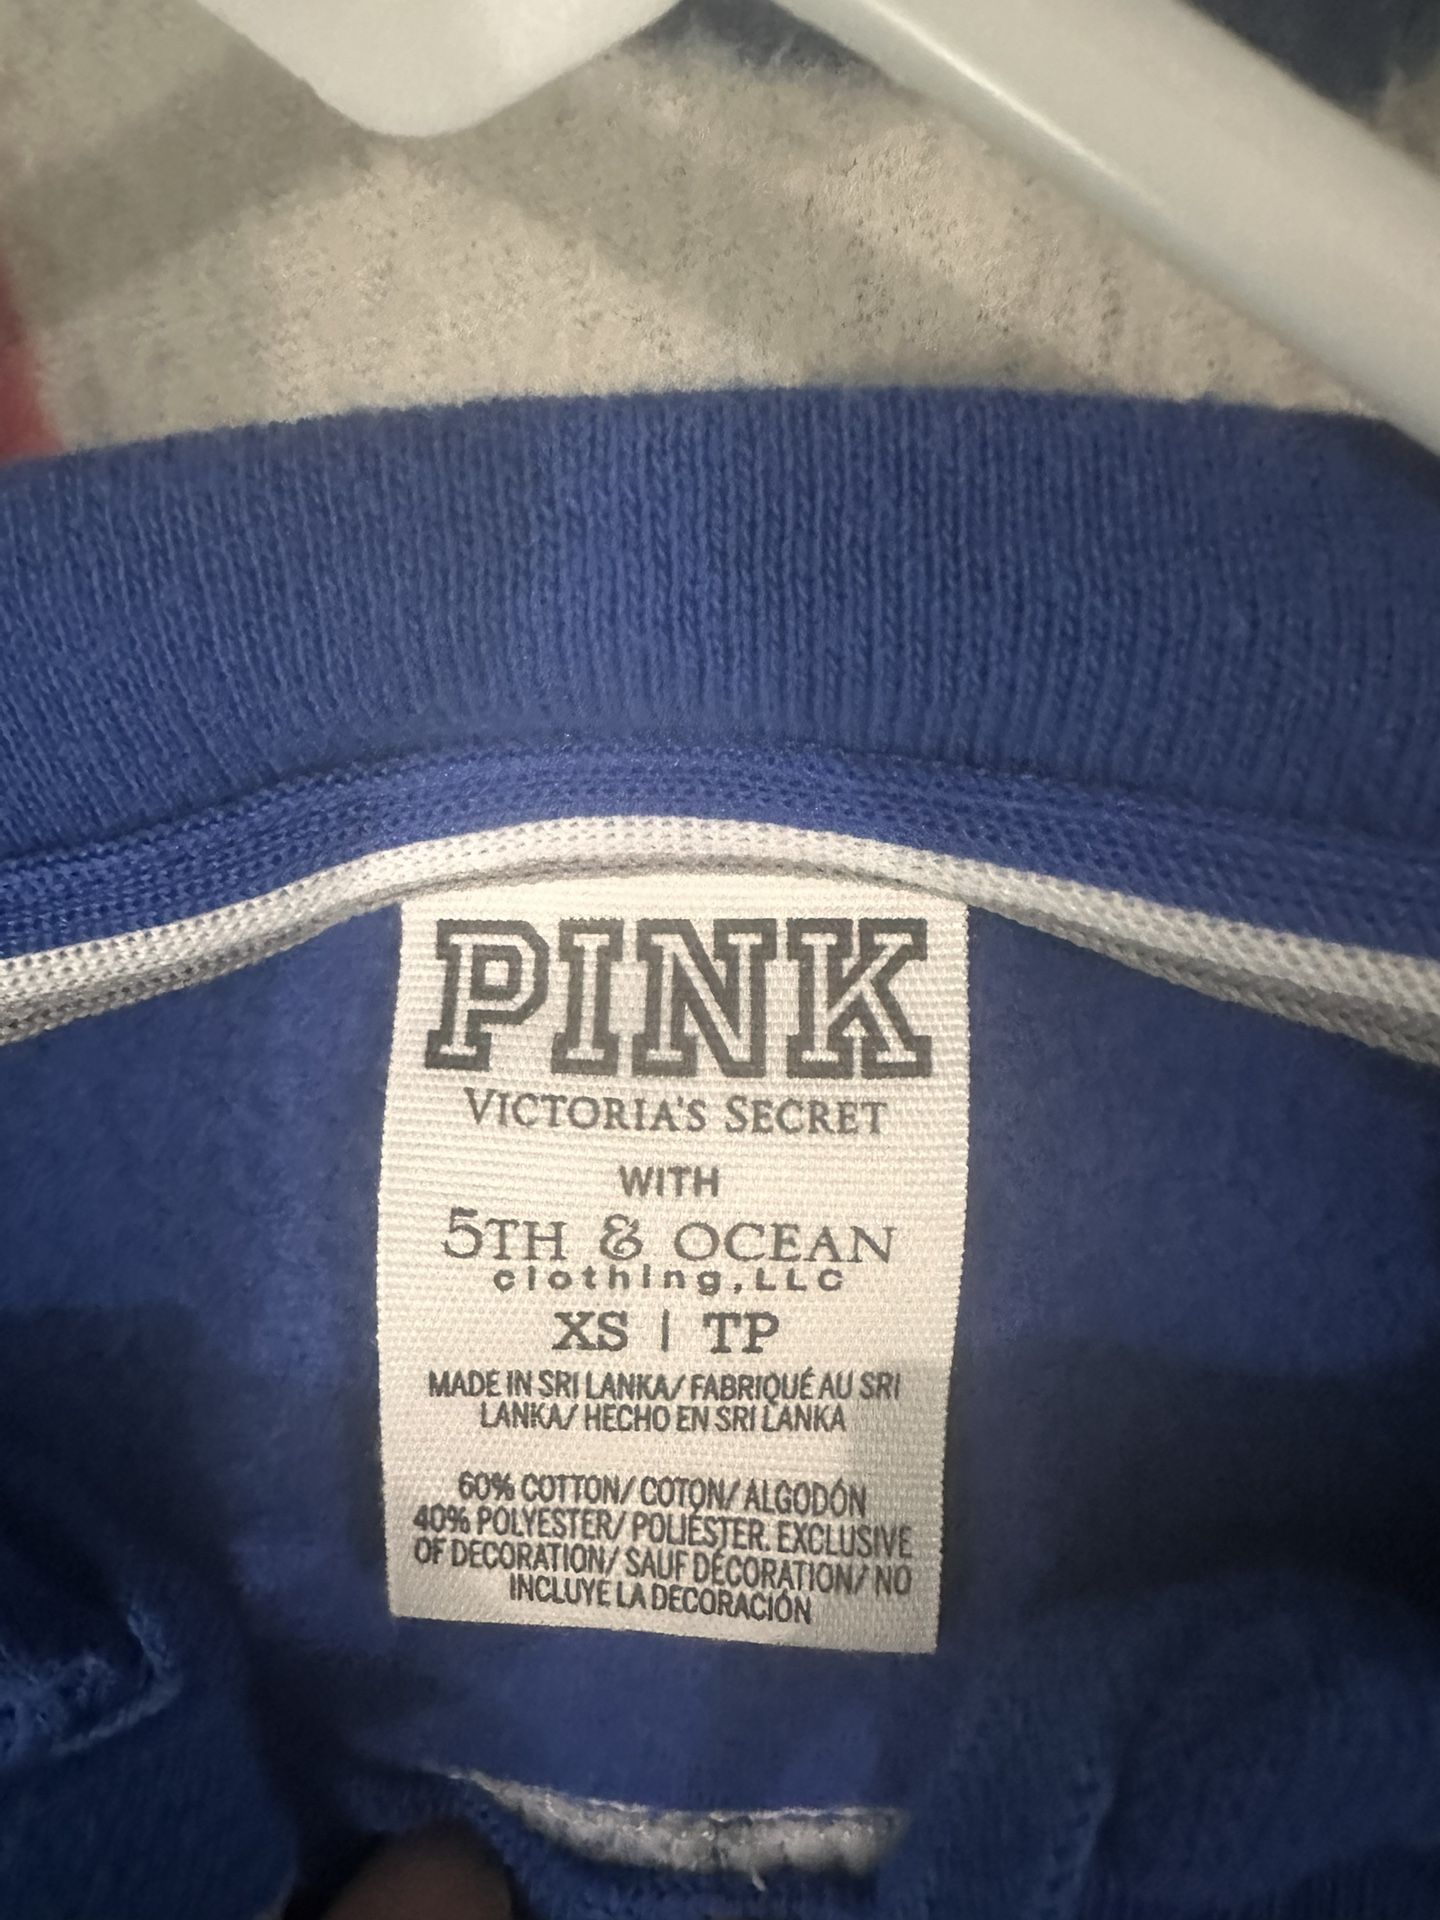 PINK
VICTORIA'S SECRET
WITH
5TH & OCEAN
clothing, LLC
XS | TP
MADE IN SRI LANKA/ FABRIQUÉ AU SRI
LANKA/ HECHO EN SRI LANKA
60% COTTON/ COTON/ ALGODÓN
40% POLYESTER/ POLIÉSTER. EXCLUSIVE
OF DECORATION/ SAUF DÉCORATION/ NO
INCLUYE LA DECORACIÓN